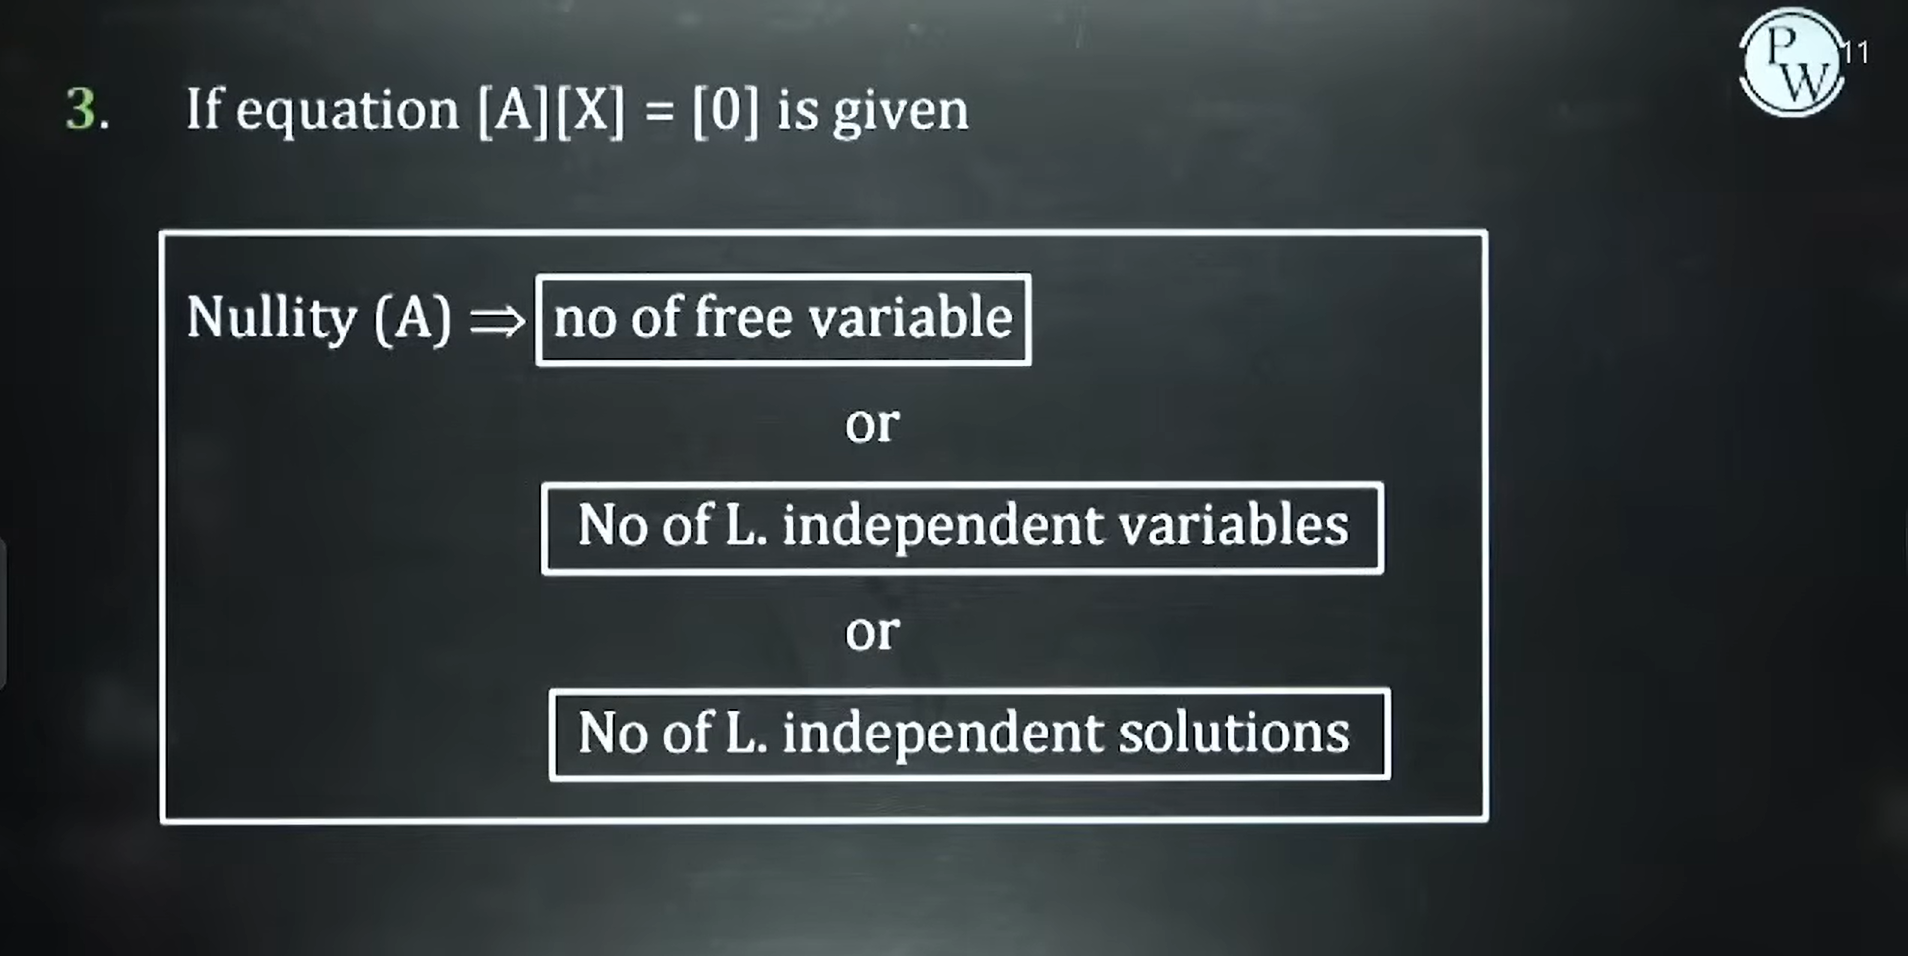 PW 11
3. If equation [A][X] = [0] is given
Nullity (A) ⇒ no of free variable
or
No of L. independent variables
or
No of L. independent solutions